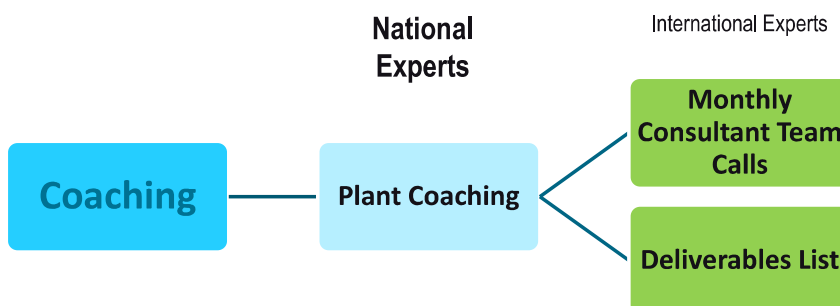 National
Experts
International Experts
Coaching
Plant Coaching
Monthly
Consultant Team
Calls
Deliverables List